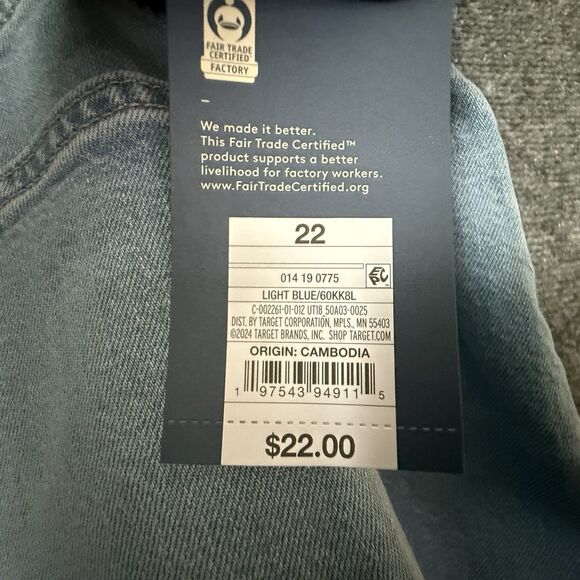 FAIR TRADE
CERTIFIED
FACTORY
–
We made it better.
This Fair Trade Certified™
product supports a better
livelihood for factory workers.
www.FairTradeCertified.org
22
014 19 0775
EPC
LIGHT BLUE/60KK8L
C-002261-01-012 UT18_50A03-0025
DIST. BY TARGET CORPORATION, MPLS., MN 55403
©2024 TARGET BRANDS, INC. SHOP TARGET.COM
ORIGIN: CAMBODIA
1 97543 94911 5
$22.00